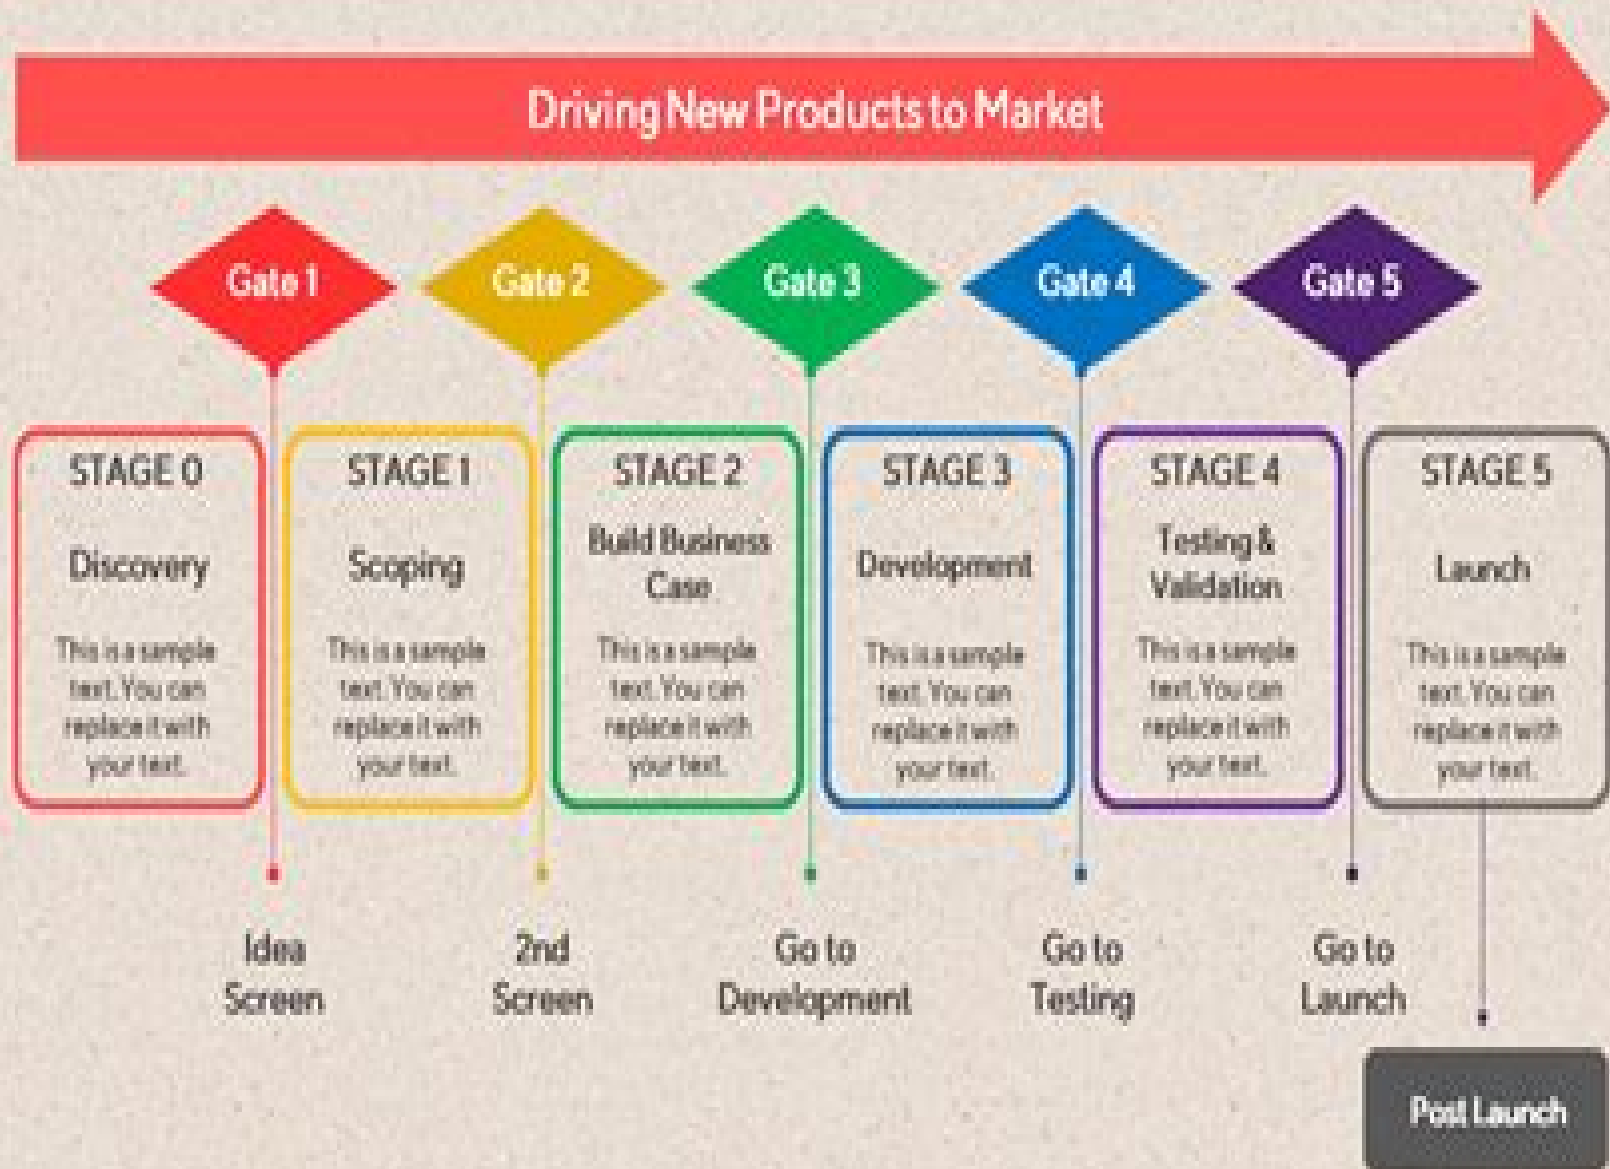 Driving New Products to Market
Gate 1
Gate 2
Gate 3
Gate 4
Gate 5
STAGE 0
Discovery
This is a sample
text. You can
replace it with
your text.
STAGE 1
Scoping
This is a sample
text. You can
replace it with
your text.
STAGE 2
Build Business
Case
This is a sample
text. You can
replace it with
your text.
STAGE 3
Development
This is a sample
text. You can
replace it with
your text.
STAGE 4
Testing &
Validation
This is a sample
text. You can
replace it with
your text.
STAGE 5
Launch
This is a sample
text. You can
replace it with
your text.
Idea
Screen
2nd
Screen
Go to
Development
Go to
Testing
Go to
Launch
Post Launch